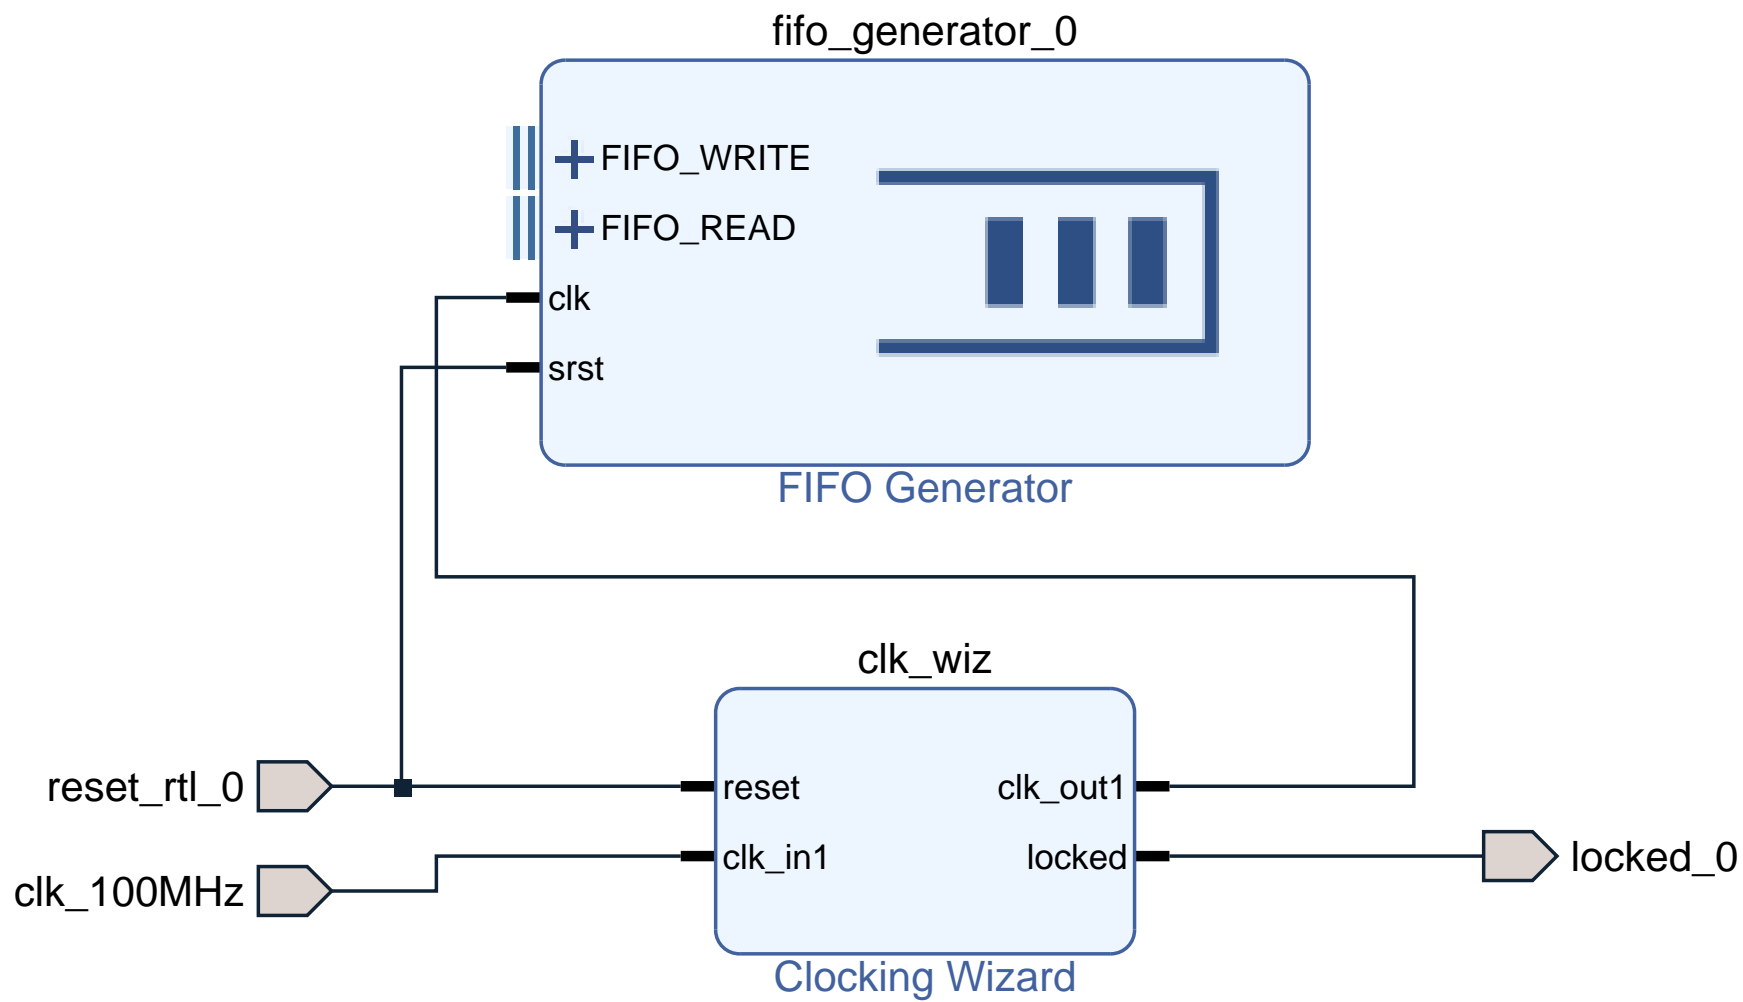 fifo_generator_0
FIFO_WRITE
FIFO_READ
clk
srst
FIFO Generator
clk_wiz
reset_rtl_0
reset
clk_out1
clk_100MHz
clk_in1
locked
locked_0
Clocking Wizard